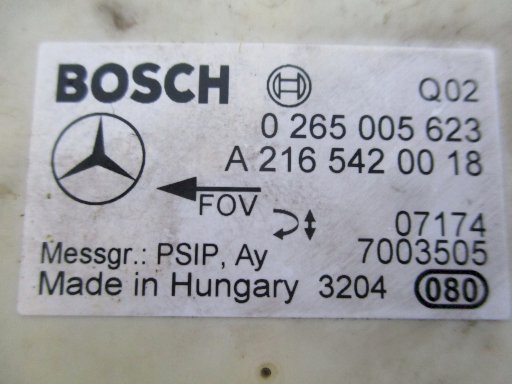 BOSCH Q02
0 265 005 623
A 216 542 00 18
FOV
07174
Messgr.: PSIP, Ay 7003505
Made in Hungary 3204 080